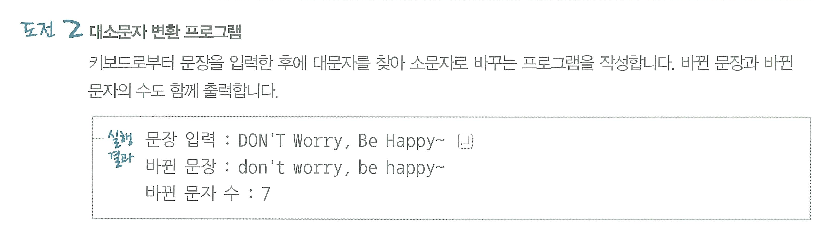 도전 2 대소문자 변환 프로그램
키보드로부터 문장을 입력한 후에 대문자를 찾아 소문자로 바꾸는 프로그램을 작성합니다. 바뀐 문장과 바뀐
문자의 수도 함께 출력합니다.
실행 결과
문장 입력 : DON'T Worry, Be Happy~
바뀐 문장 : don't worry, be happy~
바뀐 문자 수 : 7